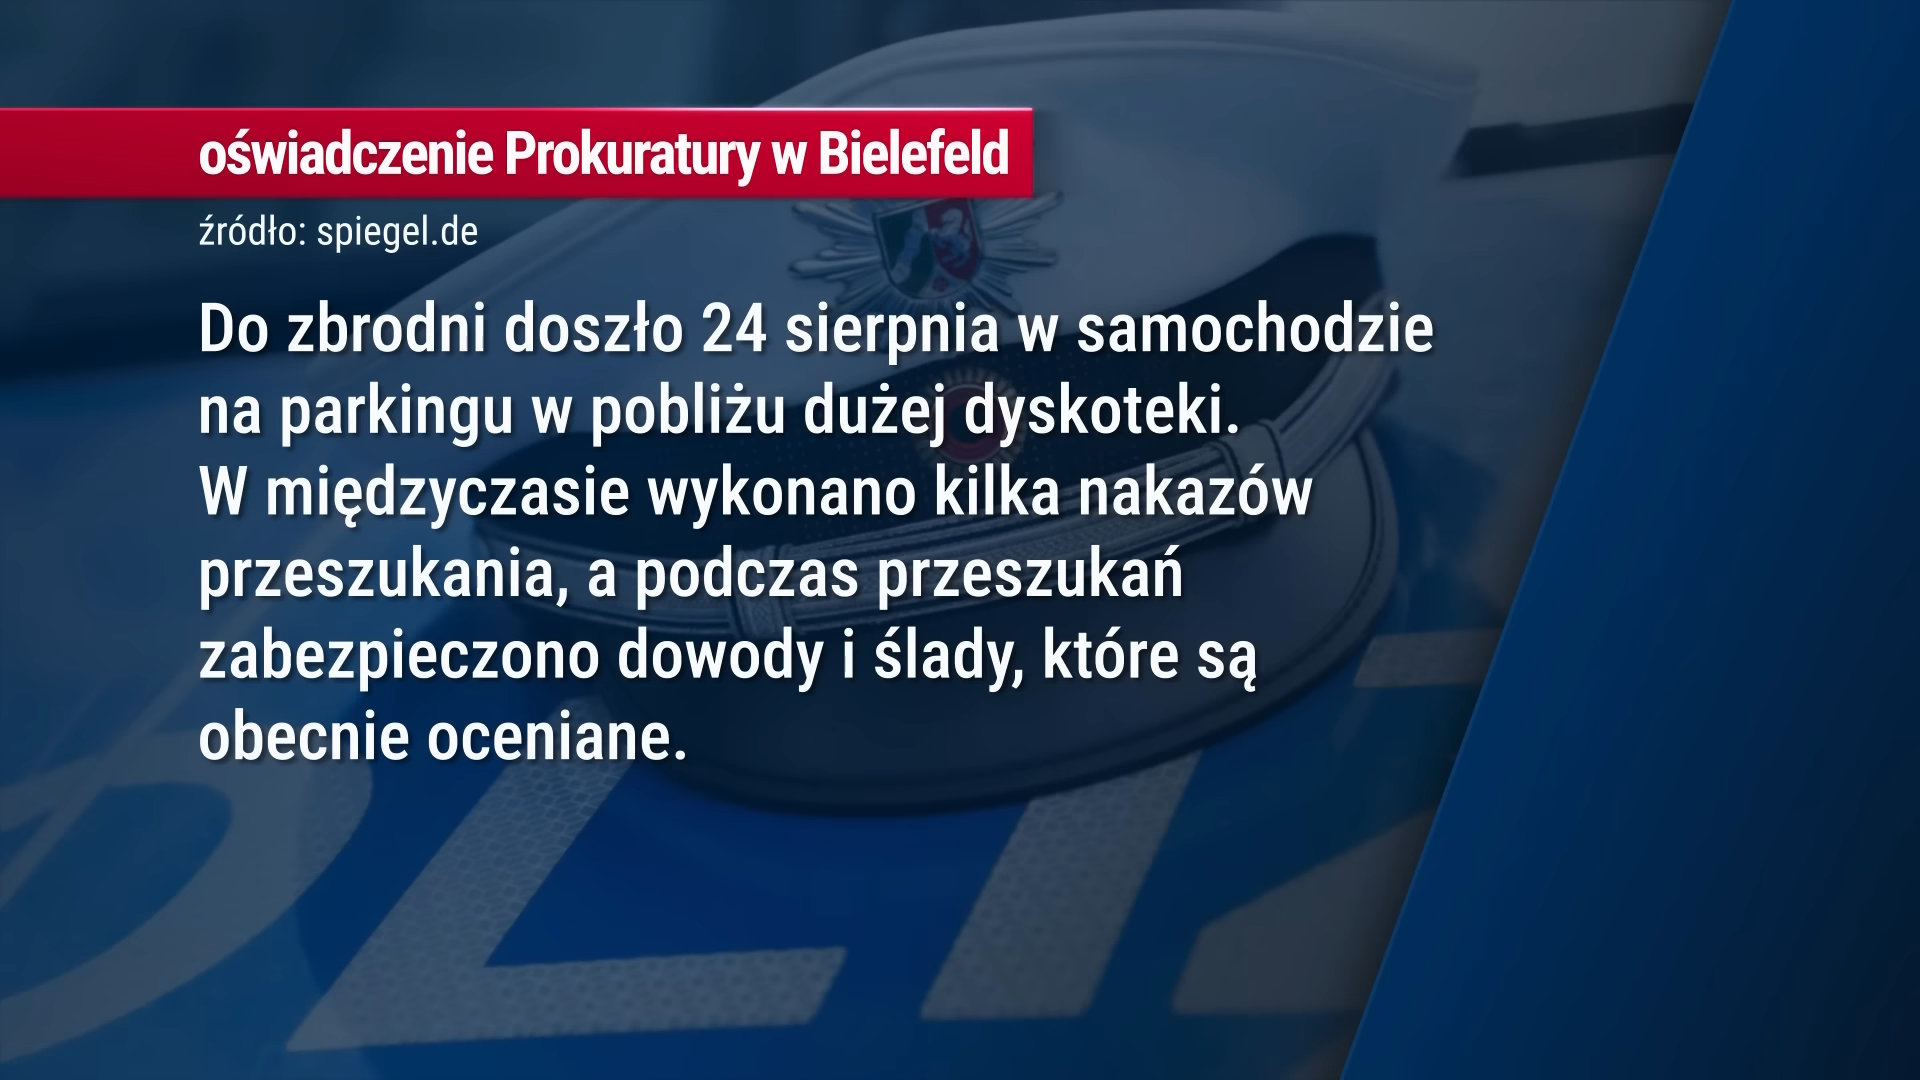 oświadczenie Prokuratury w Bielefeld
źródło: spiegel.de
Do zbrodni doszło 24 sierpnia w samochodzie
na parkingu w pobliżu dużej dyskoteki.
W międzyczasie wykonano kilka nakazów
przeszukania, a podczas przeszukań
zabezpieczono dowody i ślady, które są
obecnie oceniane.